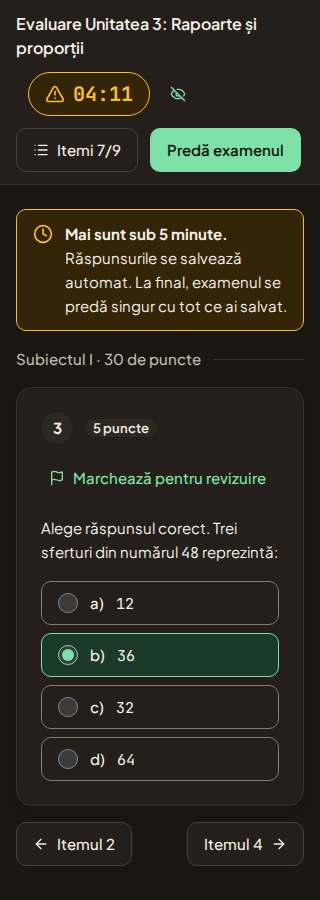 Evaluare Unitatea 3: Rapoarte și
proporții
04:11
Itemi 7/9
Predă examenul
Mai sunt sub 5 minute.
Răspunsurile se salvează
automat. La final, examenul se
predă singur cu tot ce ai salvat.
Subiectul I · 30 de puncte
3
5 puncte
Marchează pentru revizuire
Alege răspunsul corect. Trei
sferturi din numărul 48 reprezintă:
a) 12
b) 36
c) 32
d) 64
Itemul 2
Itemul 4